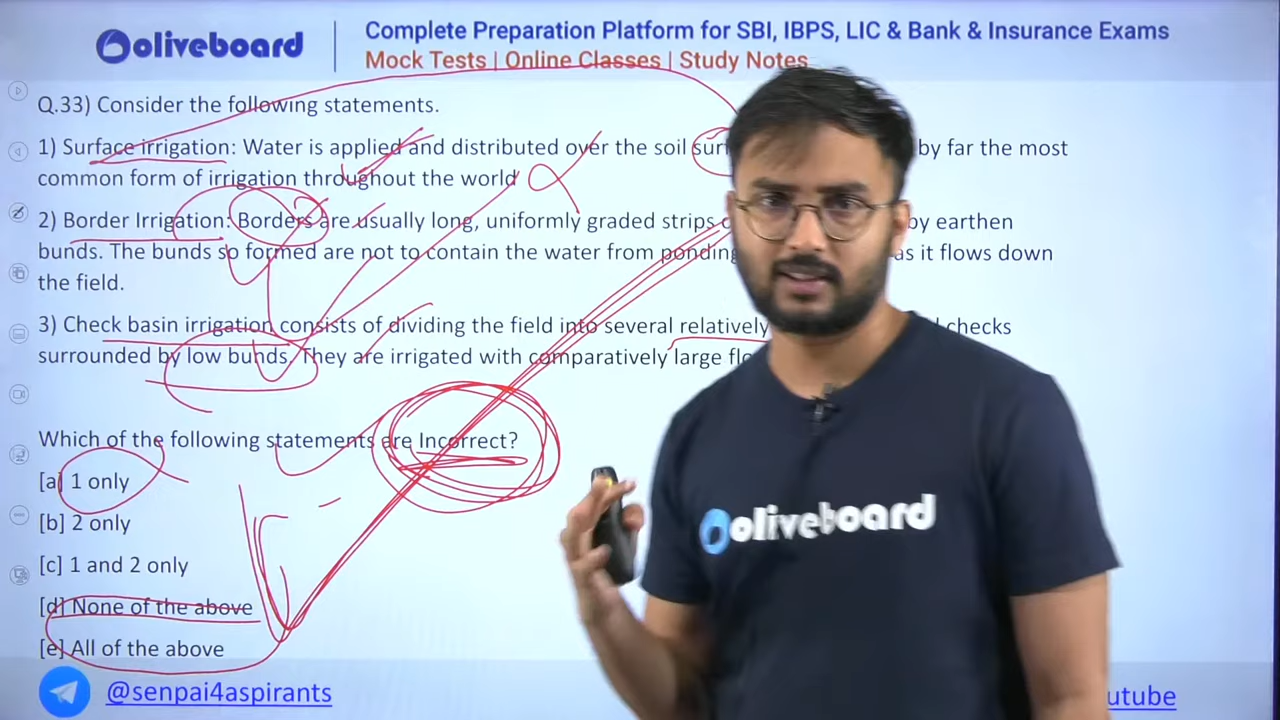 oliveboard
Complete Preparation Platform for SBI, IBPS, LIC & Bank & Insurance Exams
Mock Tests | Online Classes | Study Notes
Q.33) Consider the following statements.
1) Surface irrigation: Water is applied and distributed over the soil by far the most
common form of irrigation throughout the world
2) Border Irrigation: Borders are usually long, uniformly graded strips by earthen
bunds. The bunds so formed are not to contain the water from ponding as it flows down
the field.
3) Check basin irrigation consists of dividing the field into several relatively checks
surrounded by low bunds. They are irrigated with comparatively large
Which of the following statements are Incorrect?
[a] 1 only
[b] 2 only
[c] 1 and 2 only
[d] None of the above
[e] All of the above
oliveboard
@senpai4aspirants